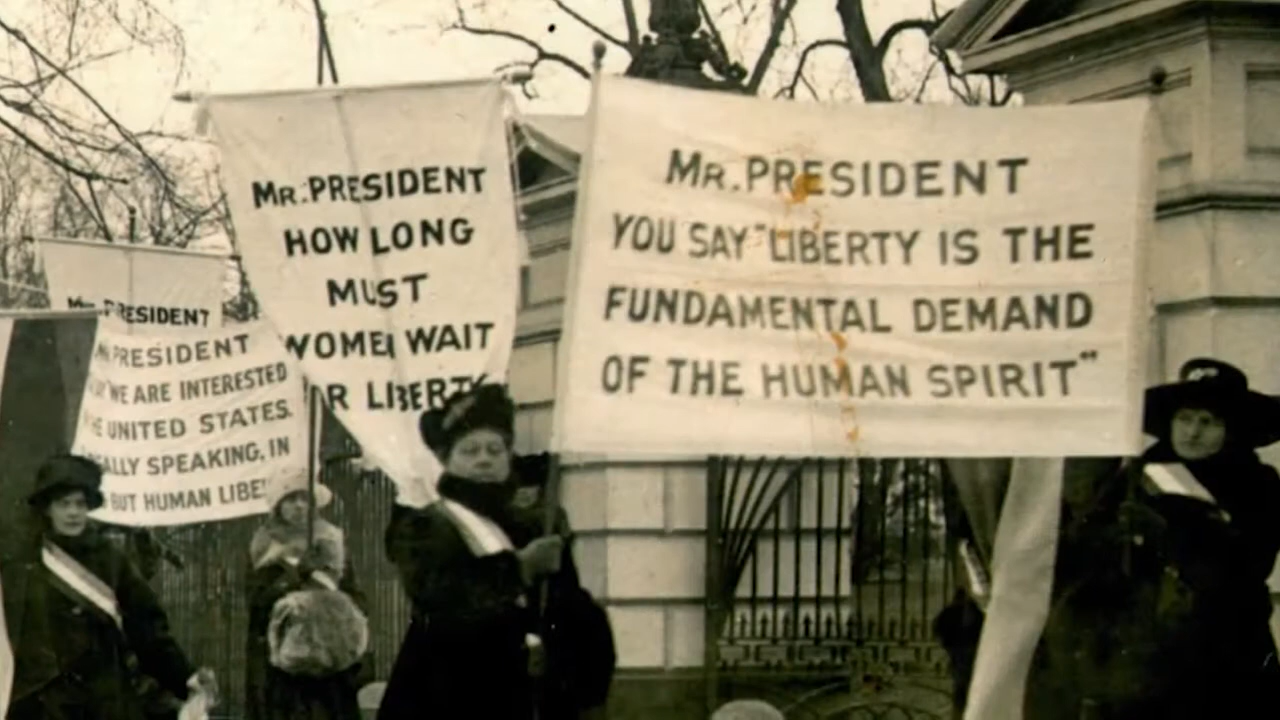 MR. PRESIDENT
PRESIDENT
WE ARE INTERESTED
UNITED STATES,
SPEAKING, IN
BUT HUMAN
MR. PRESIDENT
HOW LONG
MUST
WOMEN WAIT
LIBERTY
MR. PRESIDENT
YOU SAY "LIBERTY IS THE
FUNDAMENTAL DEMAND
OF THE HUMAN SPIRIT"